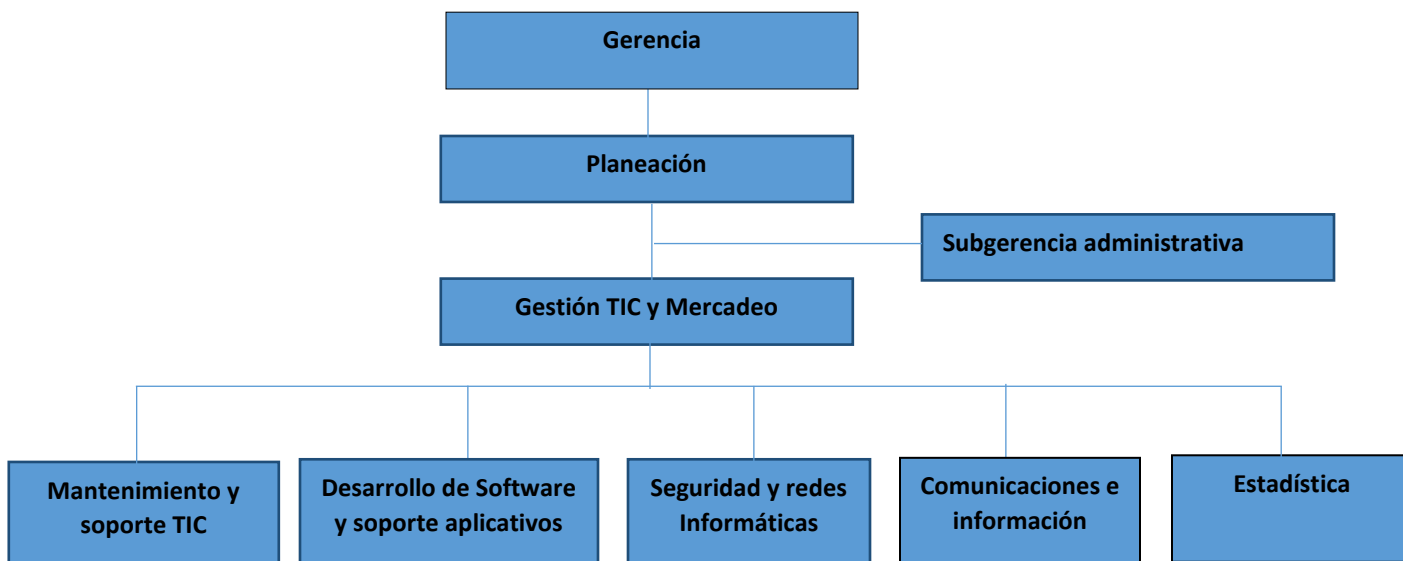 Gerencia
Planeación
Subgerencia administrativa
Gestión TIC y Mercadeo
Mantenimiento y
soporte TIC
Desarrollo de Software
y soporte aplicativos
Seguridad y redes
Informáticas
Comunicaciones e
información
Estadística